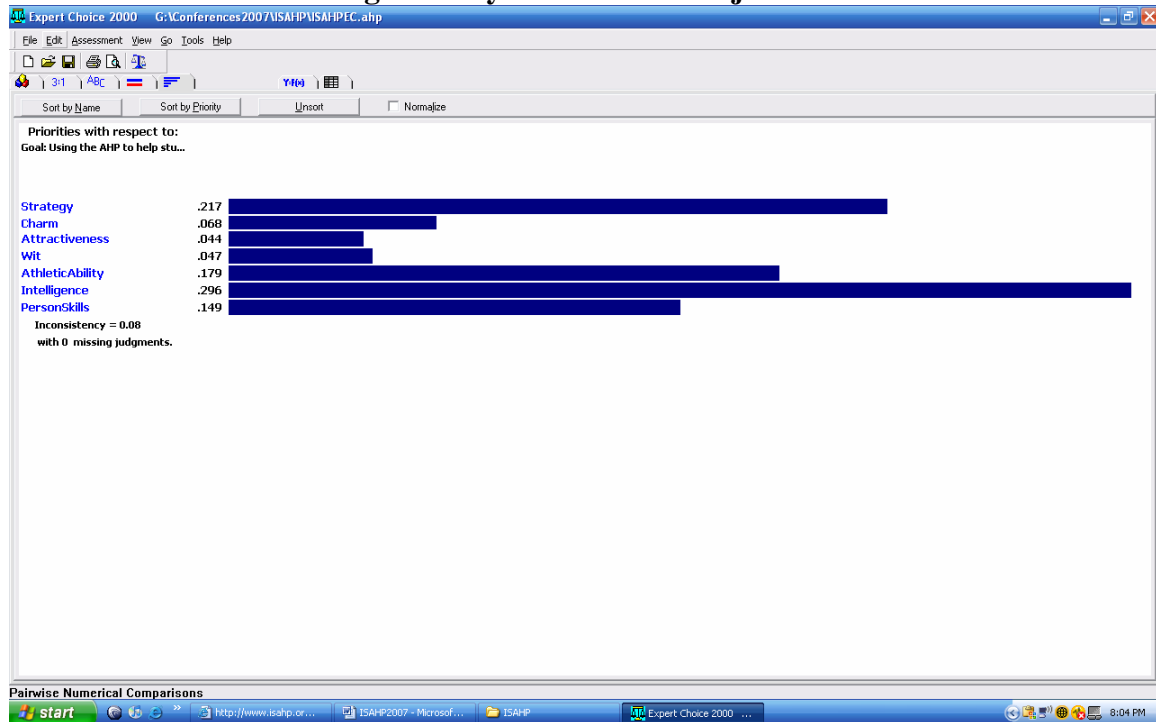 Expert Choice 2000 G:\Conferences2007\ISAHP\ISAHPEC.ahp
File Edit Assessment View Go Tools Help
3:1 ABC Y=f(x)
Sort by Name Sort by Priority Unsort Normalize
Priorities with respect to:
Goal: Using the AHP to help stu...
Strategy .217
Charm .068
Attractiveness .044
Wit .047
AthleticAbility .179
Intelligence .296
PersonSkills .149
Inconsistency = 0.08
with 0 missing judgments.
Pairwise Numerical Comparisons
start » http://www.isahp.or... ISAHP2007 - Microsof... ISAHP Expert Choice 2000 ... 8:04 PM